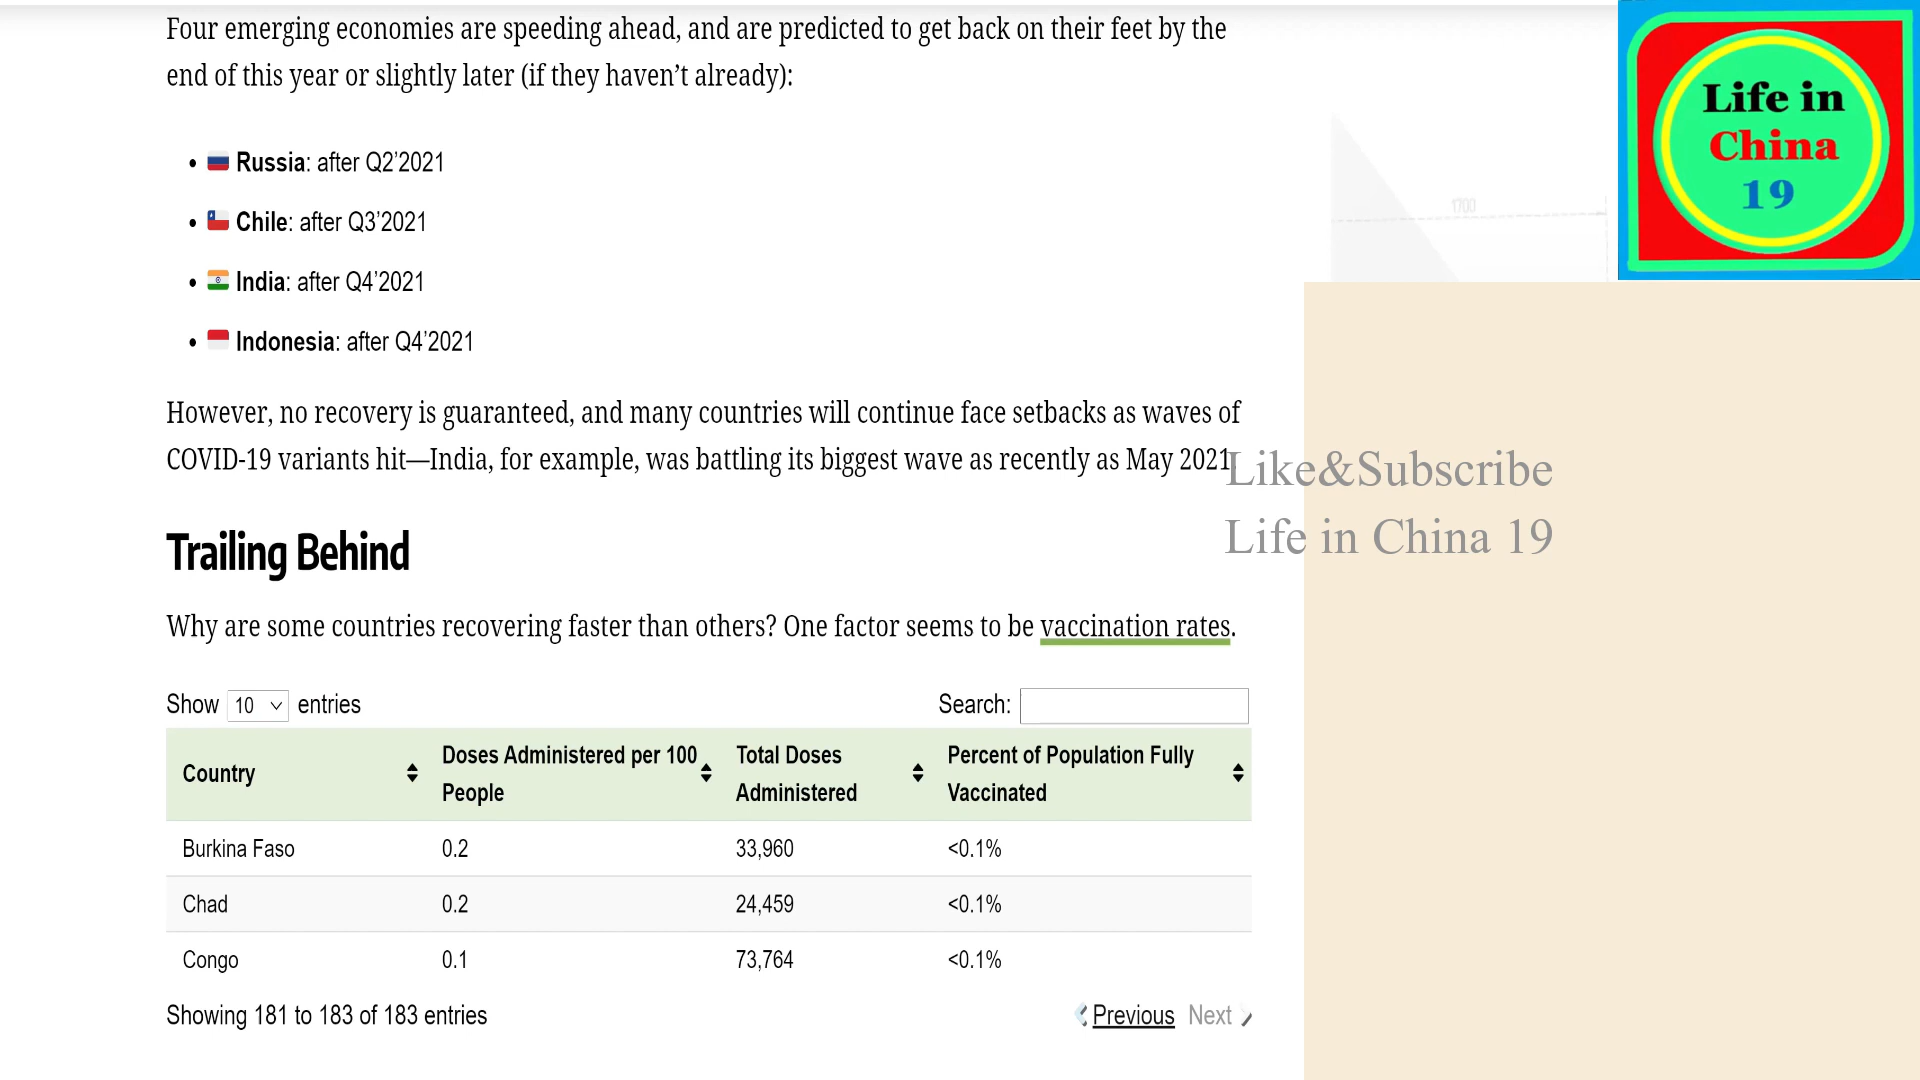 Four emerging economies are speeding ahead, and are predicted to get back on their feet by the
end of this year or slightly later (if they haven’t already):
Life in
China
19
• Russia: after Q2’2021
1700
• Chile: after Q3’2021
• India: after Q4’2021
• Indonesia: after Q4’2021
However, no recovery is guaranteed, and many countries will continue face setbacks as waves of
COVID-19 variants hit—India, for example, was battling its biggest wave as recently as May 2021.
Like&Subscribe
Life in China 19
Trailing Behind
Why are some countries recovering faster than others? One factor seems to be vaccination rates.
Show 10 entries Search:
Country Doses Administered per 100 People Total Doses Administered Percent of Population Fully Vaccinated
Burkina Faso 0.2 33,960 <0.1%
Chad 0.2 24,459 <0.1%
Congo 0.1 73,764 <0.1%
Showing 181 to 183 of 183 entries Previous Next